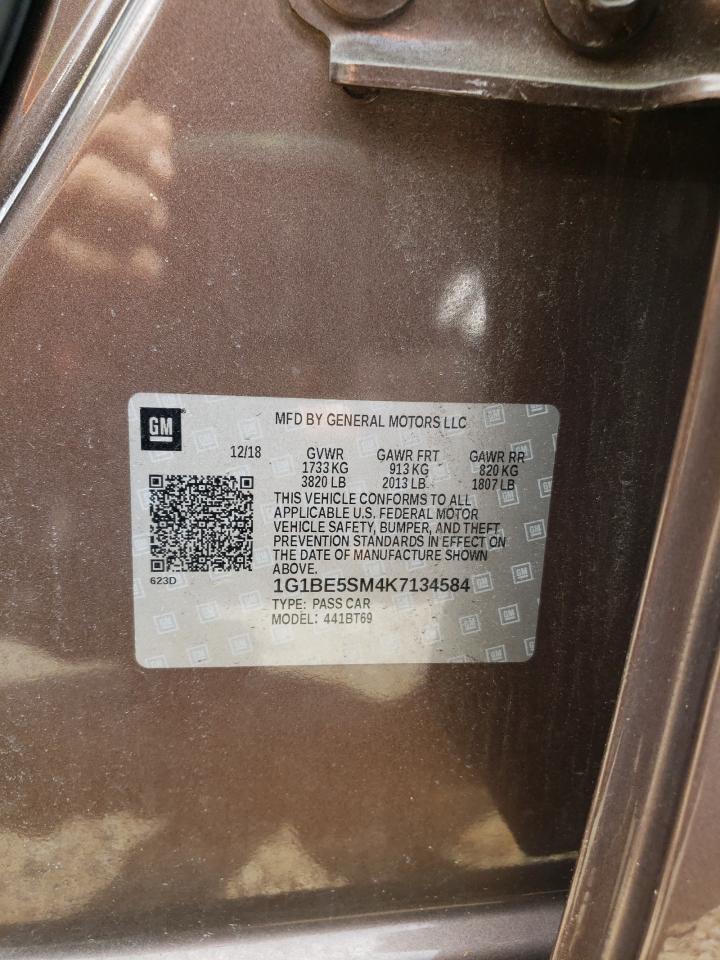 GM
MFD BY GENERAL MOTORS LLC
12/18 GVWR GAWR FRT GAWR RR
1733 KG 913 KG 820 KG
3820 LB 2013 LB 1807 LB
THIS VEHICLE CONFORMS TO ALL
APPLICABLE U.S. FEDERAL MOTOR
VEHICLE SAFETY, BUMPER, AND THEFT
PREVENTION STANDARDS IN EFFECT ON
THE DATE OF MANUFACTURE SHOWN
ABOVE.
623D
1G1BE5SM4K7134584
TYPE: PASS CAR
MODEL: 441BT69